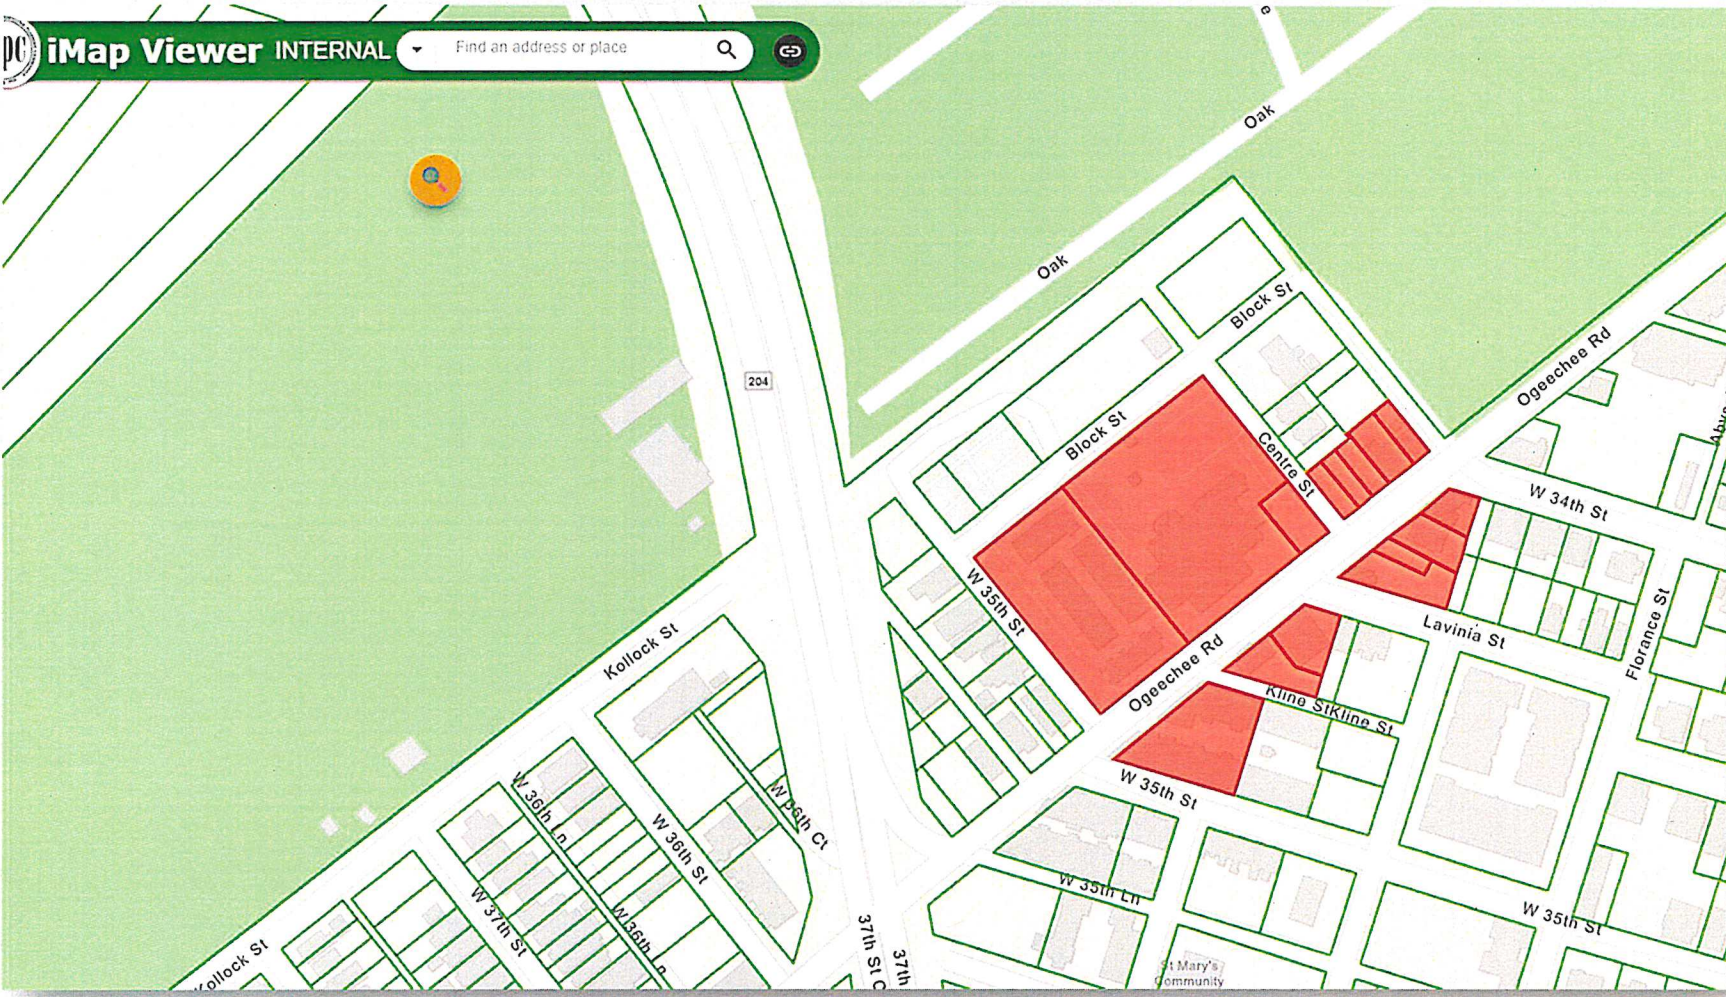 pc iMap Viewer INTERNAL Find an address or place
e
Oak
Oak
Block St
Ogeechee Rd
204
Block St
Centre St
W 34th St
W 35th St
Lavinia St
Florance St
Kollock St
Ogeechee Rd
Kline St Kline St
W 35th St
W 36th Ln
W 36th St
W 36th Ct
W 35th Ln
W 37th St
W 36th Ln
W 35th St
37th St C
37th
Kollock St
St Mary's
Community